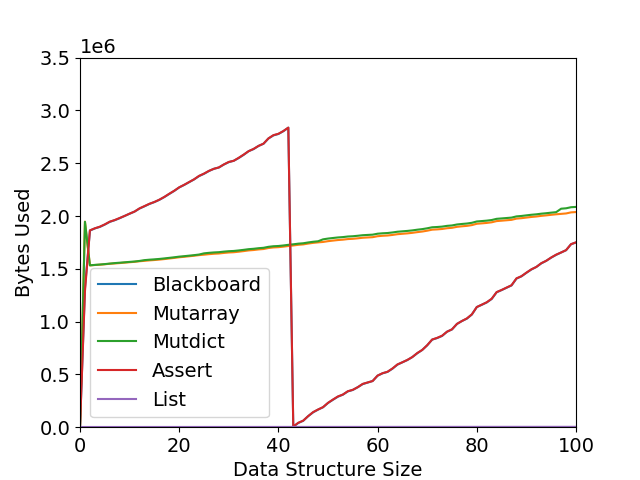 1e6
3.5
3.0
2.5
2.0
1.5
1.0
0.5
0.0
Bytes Used
Blackboard
Mutarray
Mutdict
Assert
List
0 20 40 60 80 100
Data Structure Size